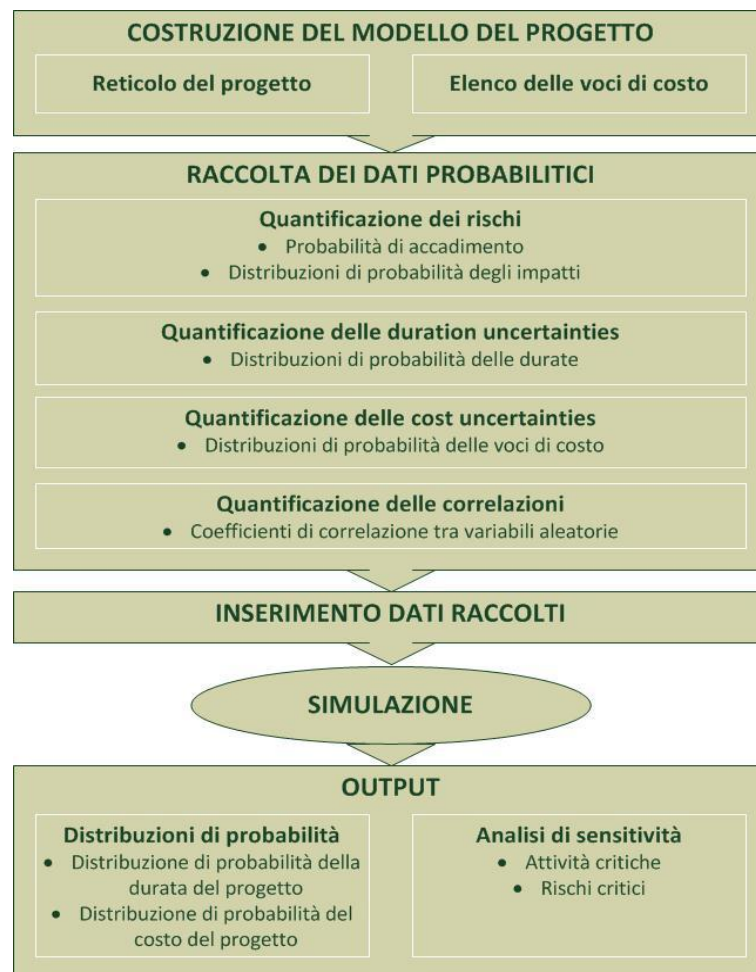 COSTRUZIONE DEL MODELLO DEL PROGETTO
Reticolo del progetto
Elenco delle voci di costo
RACCOLTA DEI DATI PROBABILITICI
Quantificazione dei rischi
• Probabilità di accadimento
• Distribuzioni di probabilità degli impatti
Quantificazione delle duration uncertainties
• Distribuzioni di probabilità delle durate
Quantificazione delle cost uncertainties
• Distribuzioni di probabilità delle voci di costo
Quantificazione delle correlazioni
• Coefficienti di correlazione tra variabili aleatorie
INSERIMENTO DATI RACCOLTI
SIMULAZIONE
OUTPUT
Distribuzioni di probabilità
• Distribuzione di probabilità della
durata del progetto
• Distribuzione di probabilità del
costo del progetto
Analisi di sensitività
• Attività critiche
• Rischi critici